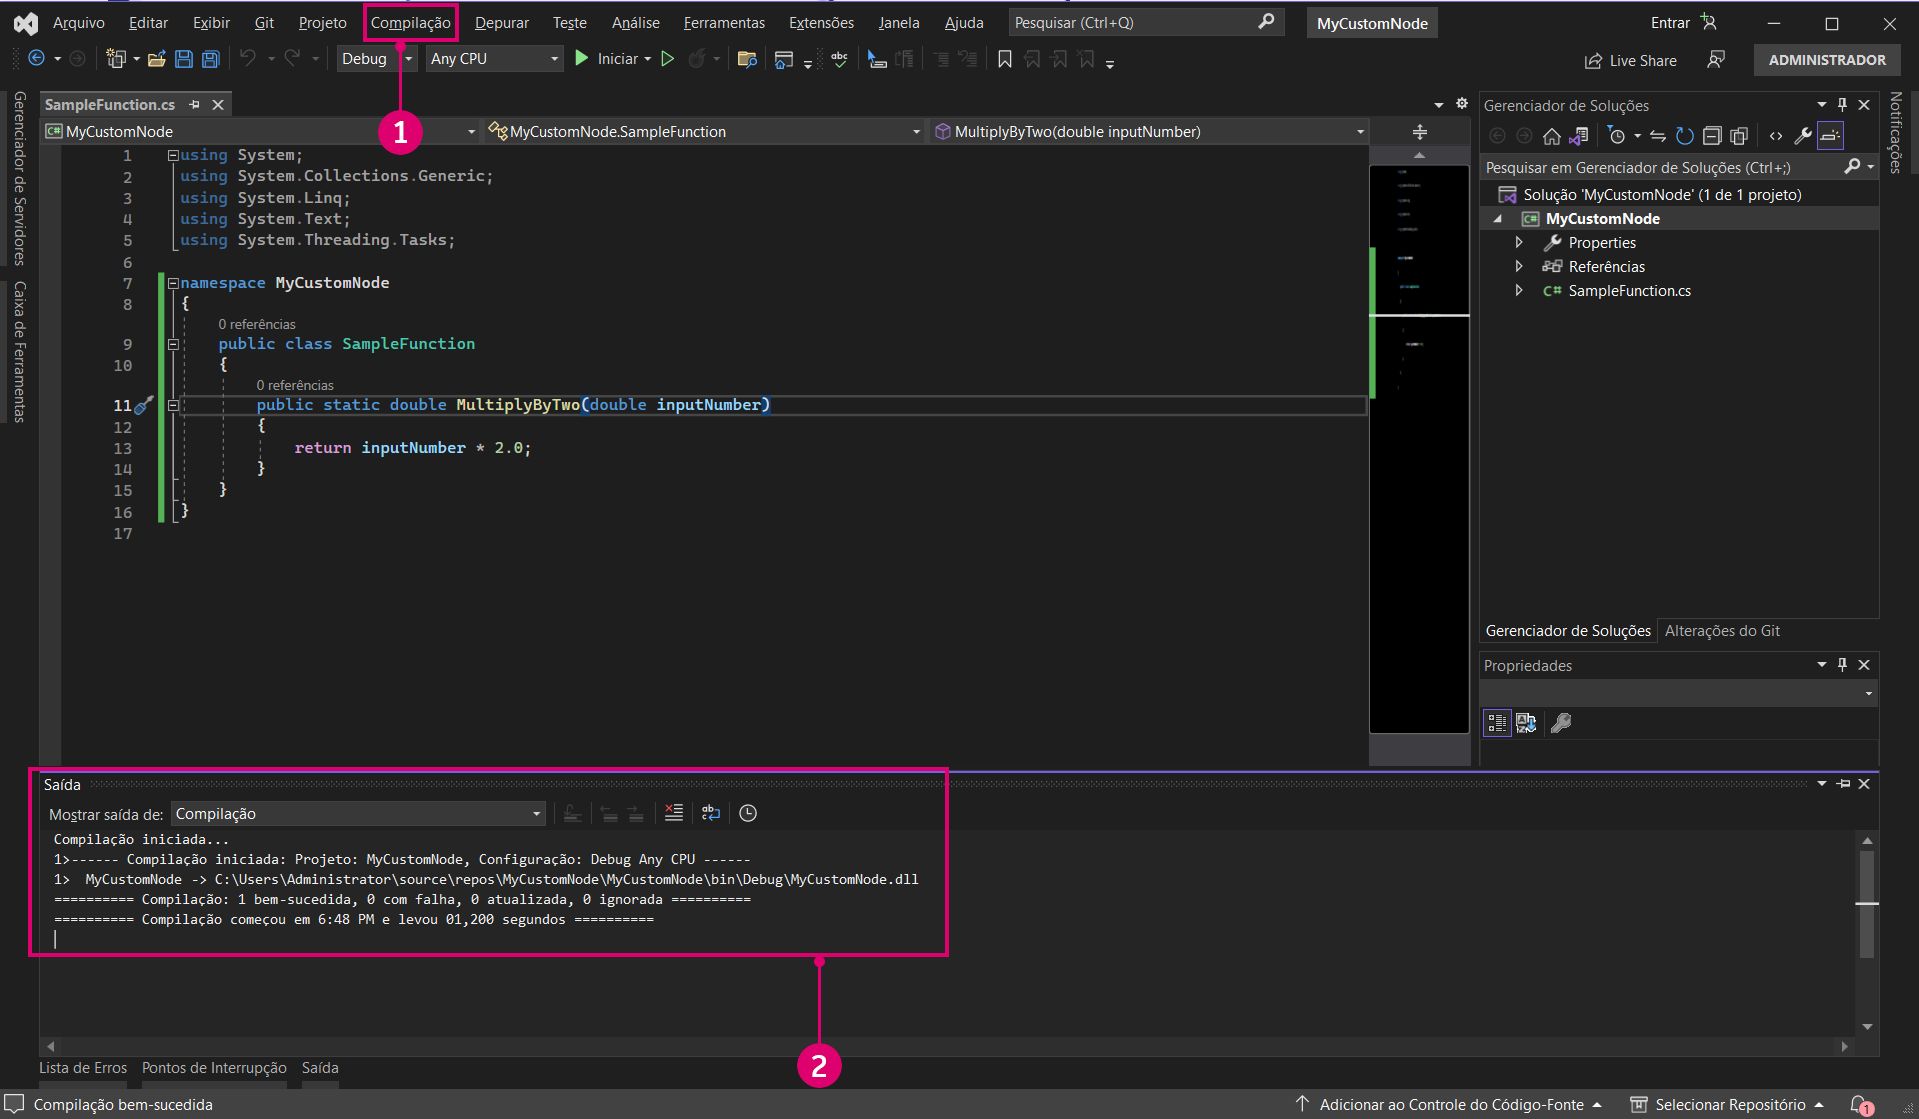 Arquivo Editar Exibir Git Projeto Compilação Depurar Teste Análise Ferramentas Extensões Janela Ajuda Pesquisar (Ctrl+Q) MyCustomNode Entrar
Debug Any CPU Iniciar Live Share ADMINISTRADOR
Gerenciador de Servidores
Caixa de Ferramentas
SampleFunction.cs
C# MyCustomNode MyCustomNode.SampleFunction MultiplyByTwo(double inputNumber)
1
1 using System;
2 using System.Collections.Generic;
3 using System.Linq;
4 using System.Text;
5 using System.Threading.Tasks;
6
7 namespace MyCustomNode
8 {
0 referências
9 public class SampleFunction
10 {
0 referências
11 public static double MultiplyByTwo(double inputNumber)
12 {
13 return inputNumber * 2.0;
14 }
15 }
16 }
17
Gerenciador de Soluções
Pesquisar em Gerenciador de Soluções (Ctrl+;)
Solução 'MyCustomNode' (1 de 1 projeto)
C# MyCustomNode
Properties
Referências
C# SampleFunction.cs
Gerenciador de Soluções Alterações do Git
Propriedades
Notificações
Saída
Mostrar saída de: Compilação
Compilação iniciada...
1>------ Compilação iniciada: Projeto: MyCustomNode, Configuração: Debug Any CPU ------
1>  MyCustomNode -> C:\Users\Administrator\source\repos\MyCustomNode\MyCustomNode\bin\Debug\MyCustomNode.dll
========== Compilação: 1 bem-sucedida, 0 com falha, 0 atualizada, 0 ignorada ==========
========== Compilação começou em 6:48 PM e levou 01,200 segundos ==========
2
Lista de Erros Pontos de Interrupção Saída
Compilação bem-sucedida Adicionar ao Controle do Código-Fonte Selecionar Repositório 1